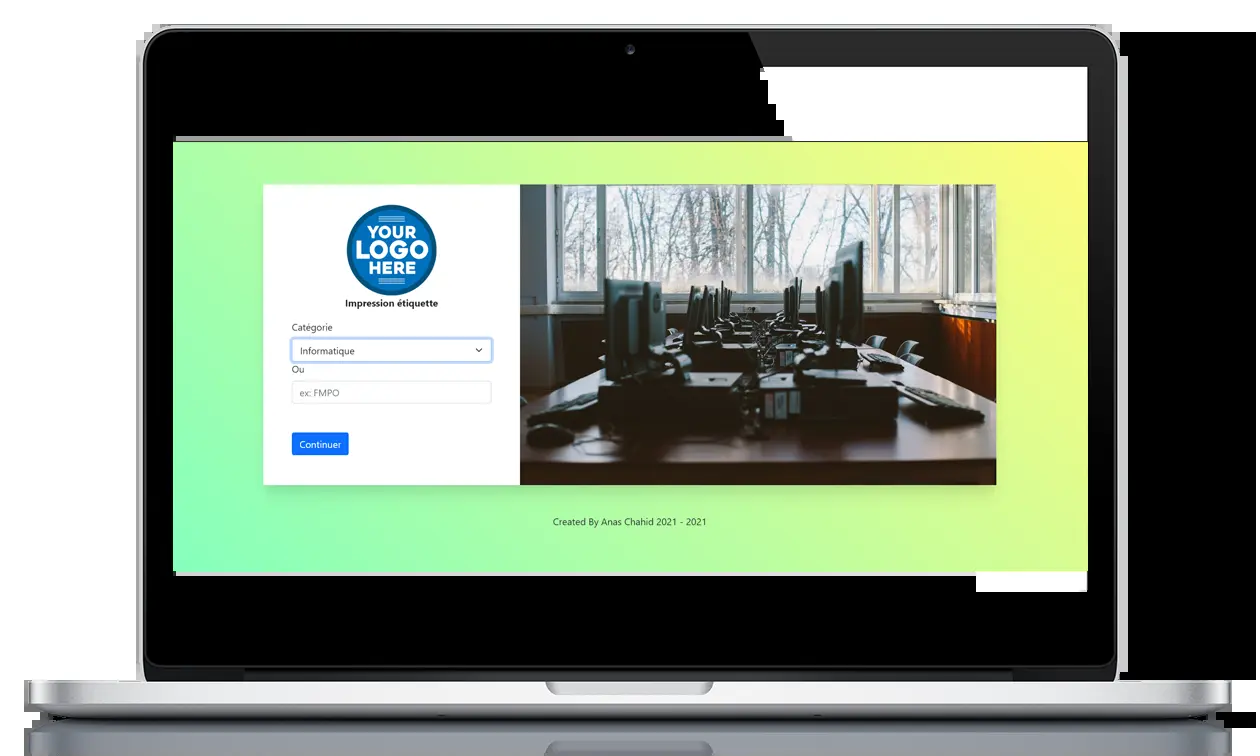 YOUR
LOGO
HERE
Impression étiquette
Catégorie
Informatique
Ou
ex: FMPO
Continuer
Created By Anas Chahid 2021 - 2021